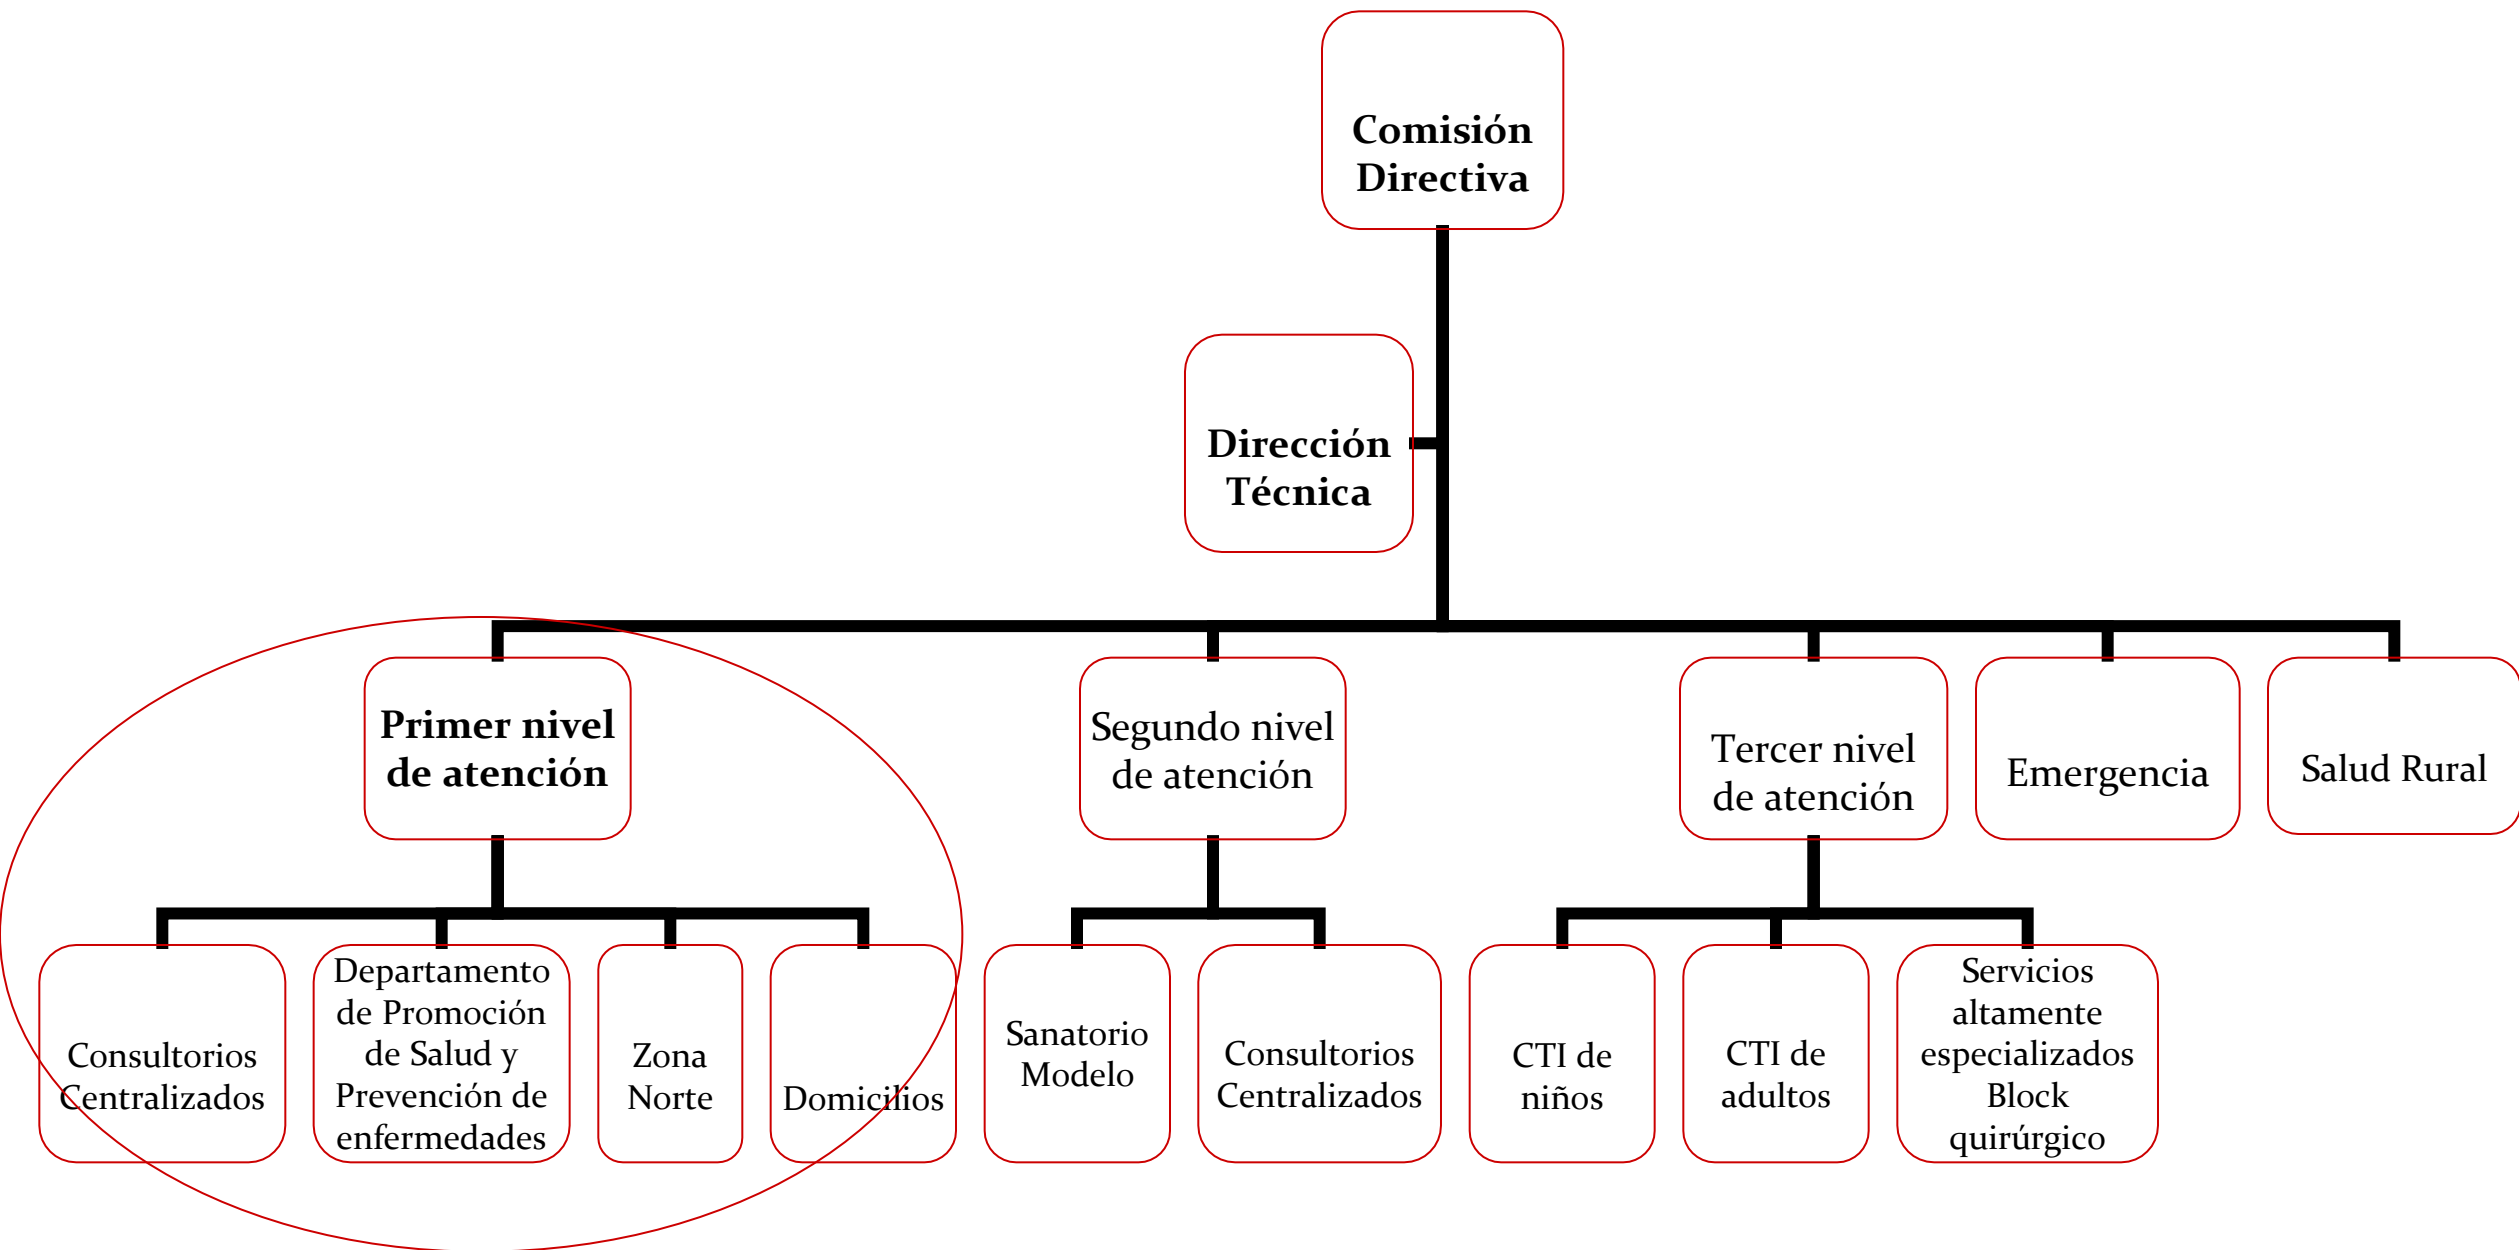 Comisión
Directiva
Dirección
Técnica
Primer nivel
de atención
Segundo nivel
de atención
Tercer nivel
de atención
Emergencia
Salud Rural
Consultorios
Centralizados
Departamento
de Promoción
de Salud y
Prevención de
enfermedades
Zona
Norte
Domicilios
Sanatorio
Modelo
Consultorios
Centralizados
CTI de
niños
CTI de
adultos
Servicios
altamente
especializados
Block
quirúrgico